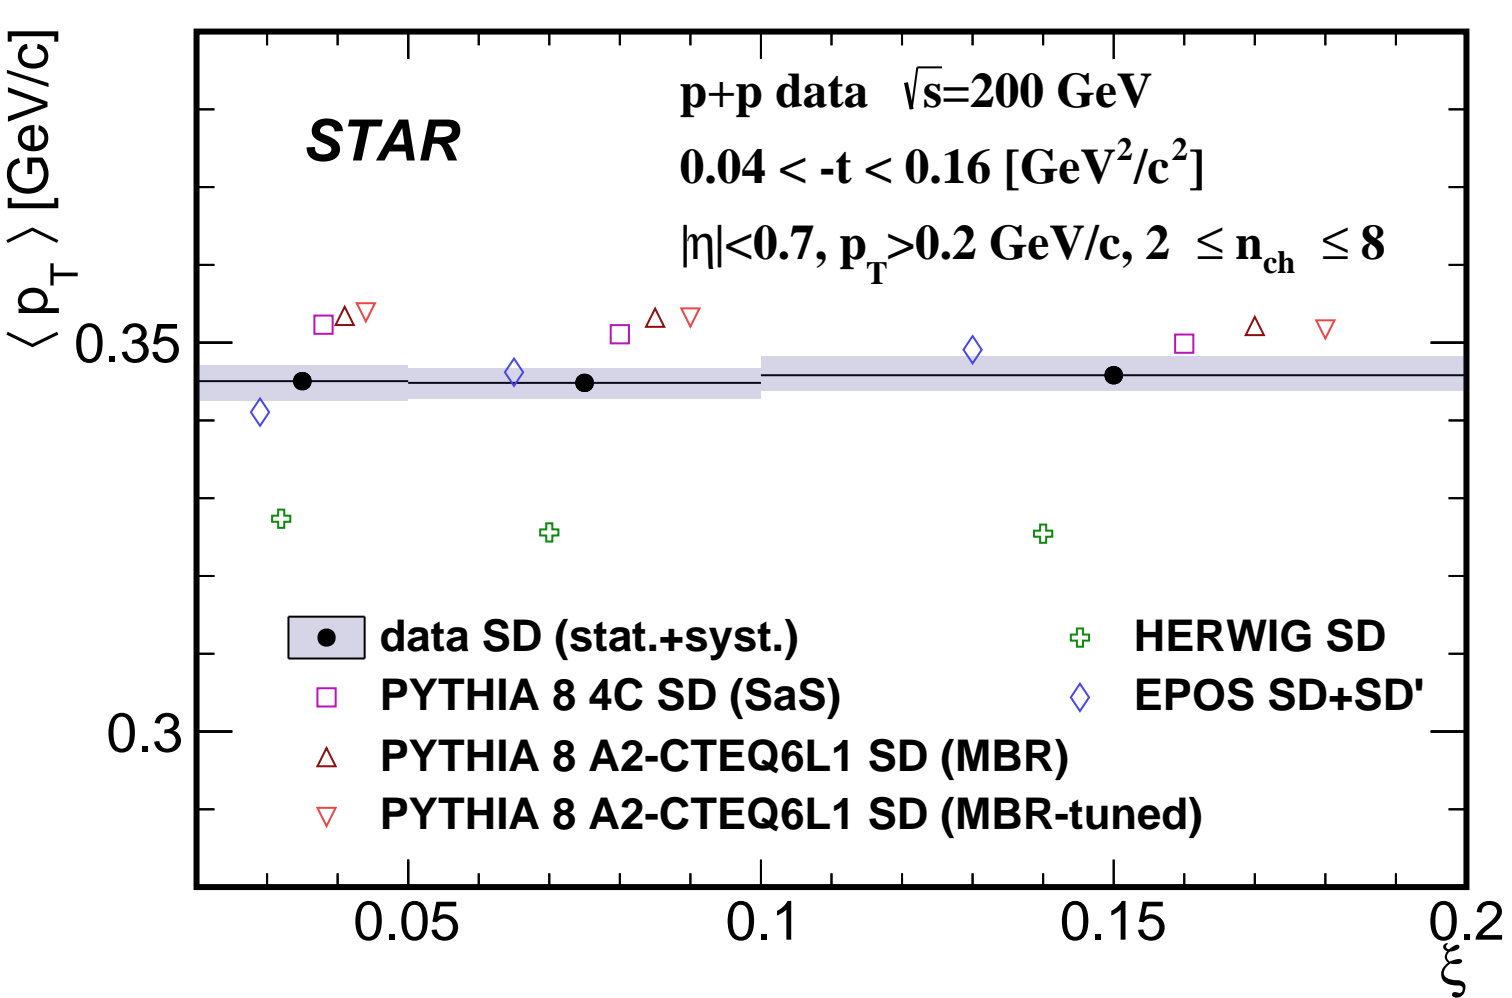 ⟨ p_T ⟩ [GeV/c]
STAR
p+p data √s=200 GeV
0.04 < -t < 0.16 [GeV²/c²]
|η|<0.7, p_T>0.2 GeV/c, 2 ≤ n_ch ≤ 8
0.35
0.3
data SD (stat.+syst.)
PYTHIA 8 4C SD (SaS)
PYTHIA 8 A2-CTEQ6L1 SD (MBR)
PYTHIA 8 A2-CTEQ6L1 SD (MBR-tuned)
HERWIG SD
EPOS SD+SD'
0.05 0.1 0.15 0.2
ξ